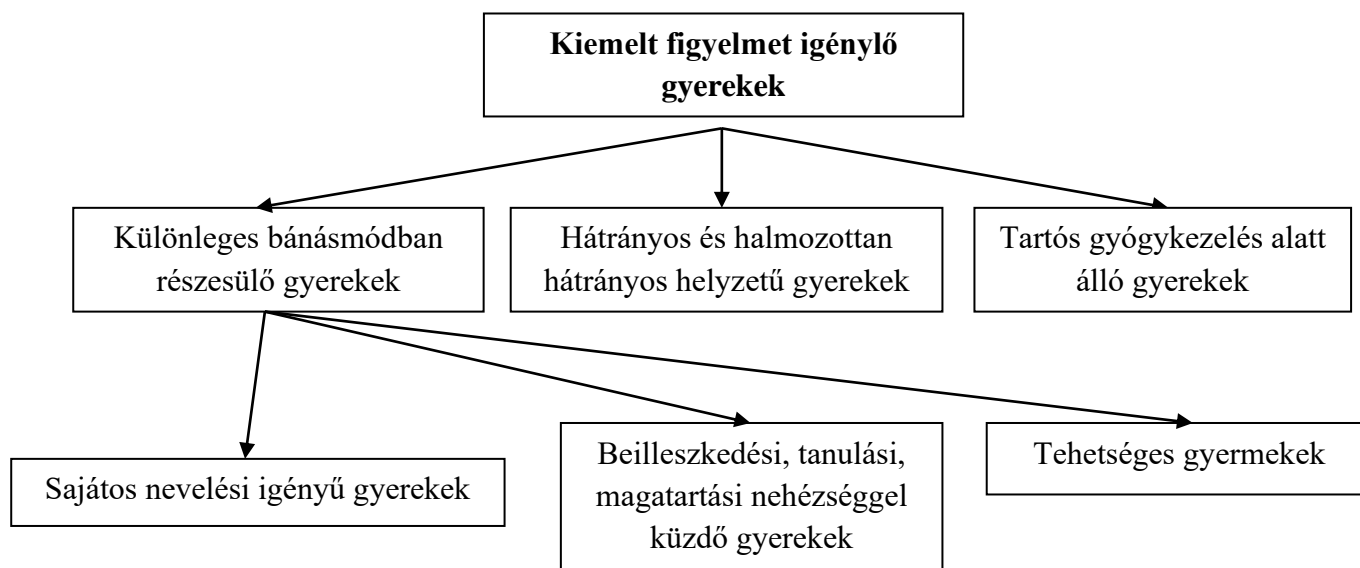 Kiemelt figyelmet igénylő
gyerekek
Különleges bánásmódban
részesülő gyerekek
Hátrányos és halmozottan
hátrányos helyzetű gyerekek
Tartós gyógykezelés alatt
álló gyerekek
Sajátos nevelési igényű gyerekek
Beilleszkedési, tanulási,
magatartási nehézséggel
küzdő gyerekek
Tehetséges gyermekek